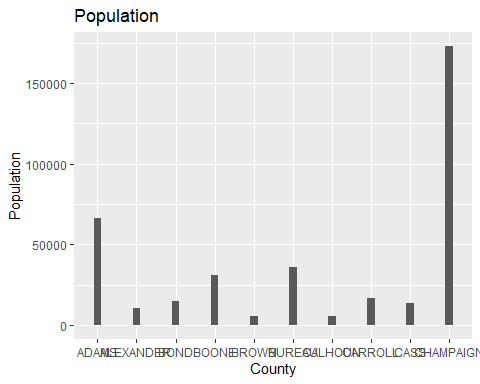 Population
150000
100000
50000
0
Population
ADAMS ALEXANDER BOND BOONE BROWN BUREAU CALHOUN CARROLL CASS CHAMPAIGN
County